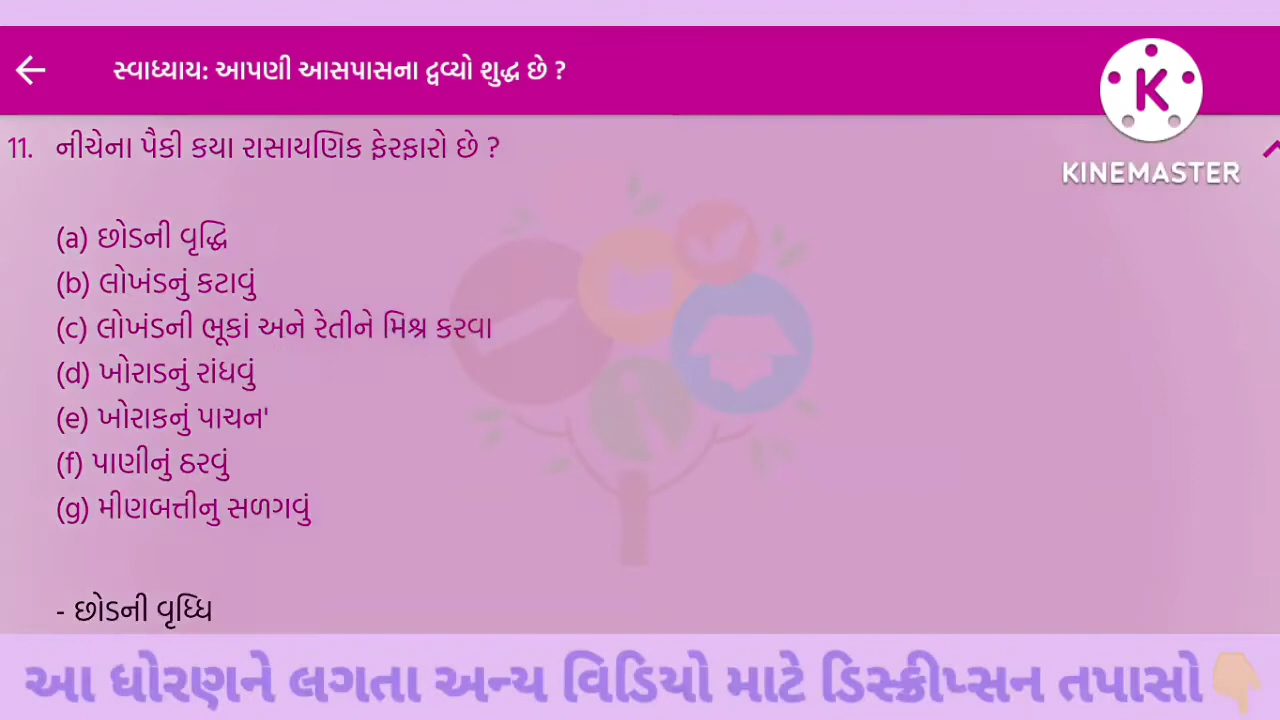 સ્વાધ્યાય: આપણી આસપાસના દ્રવ્યો શુદ્ધ છે ?
KINEMASTER
11. નીચેના પૈકી કયા રાસાયણિક ફેરફારો છે ?
(a) છોડની વૃદ્ધિ
(b) લોખંડનું કટાવું
(c) લોખંડની ભૂકાં અને રેતીને મિશ્ર કરવા
(d) ખોરાડનું રાંધવું
(e) ખોરાકનું પાચન'
(f) પાણીનું ઠરવું
(g) મીણબત્તીનુ સળગવું
- છોડની વૃધ્ધિ
આ ધોરણને લગતા અન્ય વિડિયો માટે ડિસ્ક્રીપ્સન તપાસો